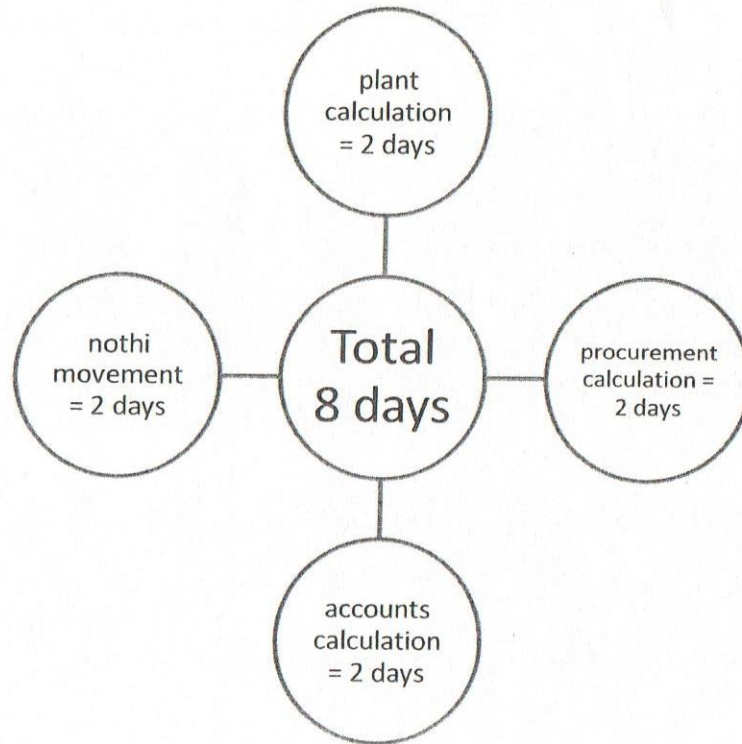 plant
calculation
= 2 days
nothi
movement
= 2 days
Total
8 days
procurement
calculation =
2 days
accounts
calculation
= 2 days